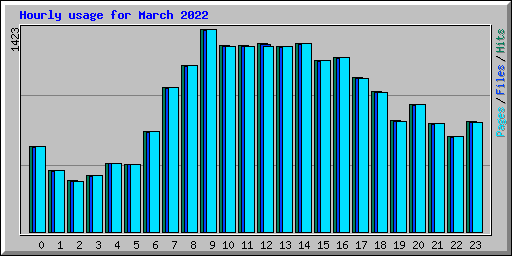 Hourly usage for March 2022
1423
Pages/Files/Hits
0 1 2 3 4 5 6 7 8 9 10 11 12 13 14 15 16 17 18 19 20 21 22 23